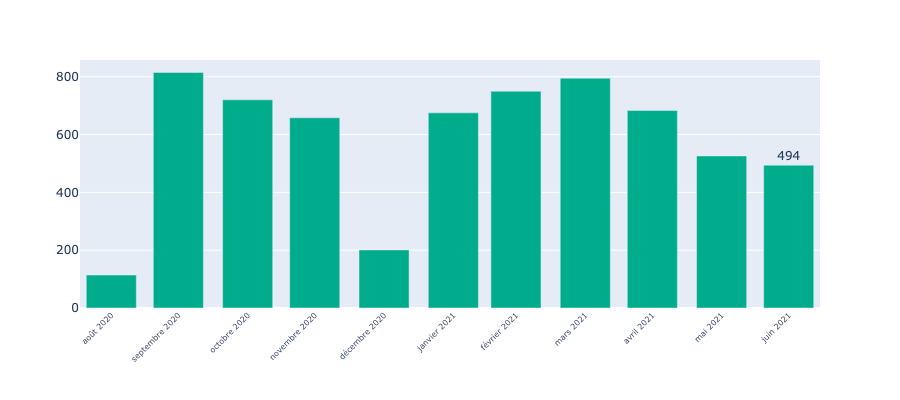 800
600
400
200
0
494
août 2020
septembre 2020
octobre 2020
novembre 2020
décembre 2020
janvier 2021
février 2021
mars 2021
avril 2021
mai 2021
juin 2021